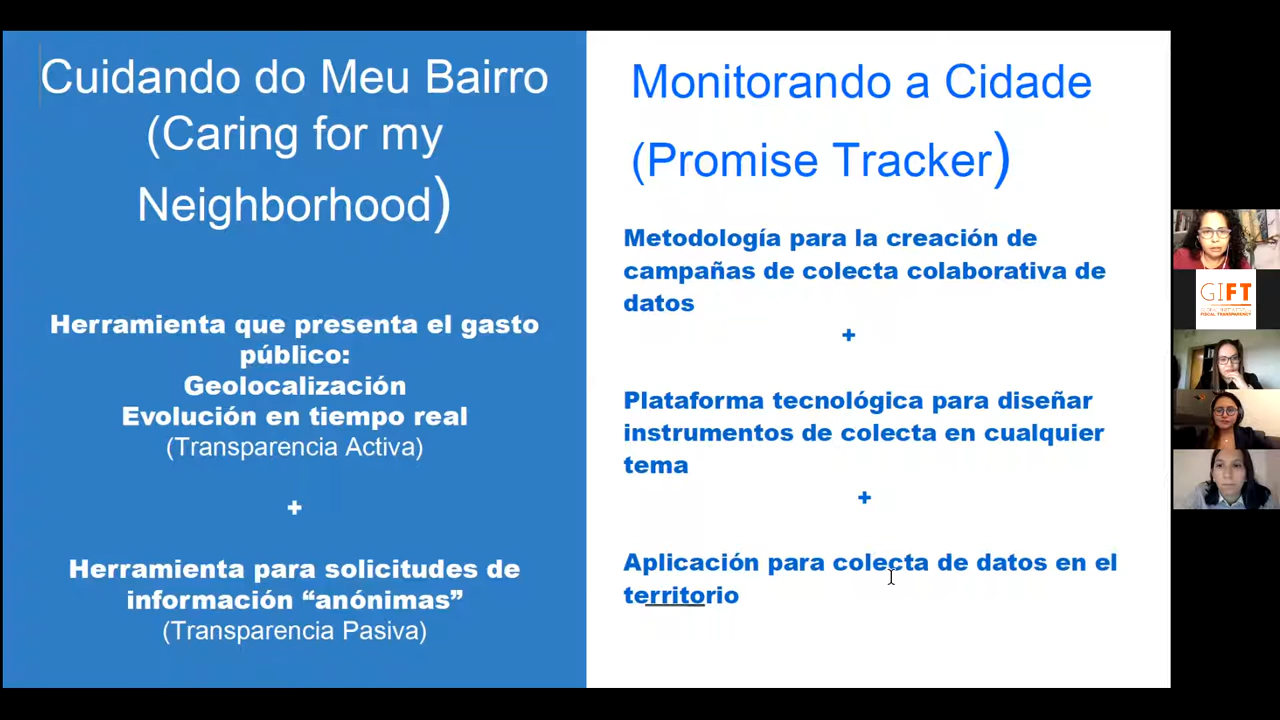 Cuidando do Meu Bairro
(Caring for my
Neighborhood)
Herramienta que presenta el gasto
público:
Geolocalización
Evolución en tiempo real
(Transparencia Activa)
+
Herramienta para solicitudes de
información “anónimas”
(Transparencia Pasiva)
Monitorando a Cidade
(Promise Tracker)
Metodología para la creación de
campañas de colecta colaborativa de
datos
+
Plataforma tecnológica para diseñar
instrumentos de colecta en cualquier
tema
+
Aplicación para colecta de datos en el
territorio
GIFT
FISCAL TRANSPARENCY